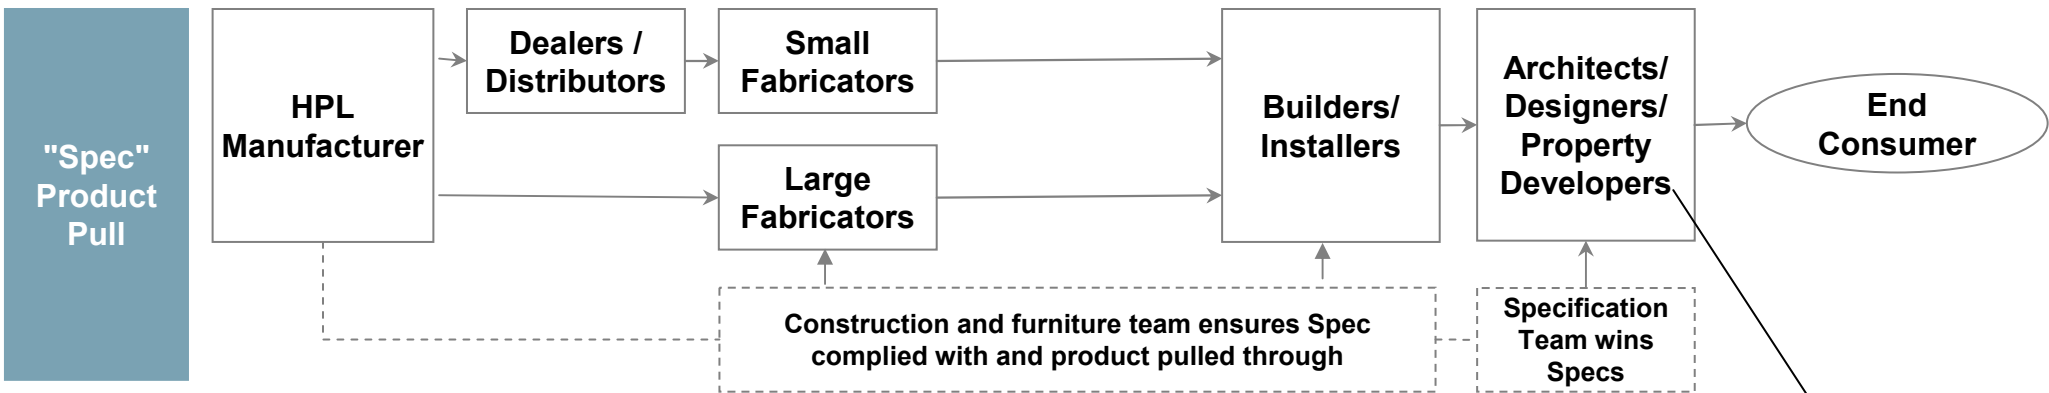 "Spec"
Product
Pull
HPL
Manufacturer
Dealers /
Distributors
Small
Fabricators
Large
Fabricators
Builders/
Installers
Architects/
Designers/
Property
Developers
End
Consumer
Construction and furniture team ensures Spec
complied with and product pulled through
Specification
Team wins
Specs